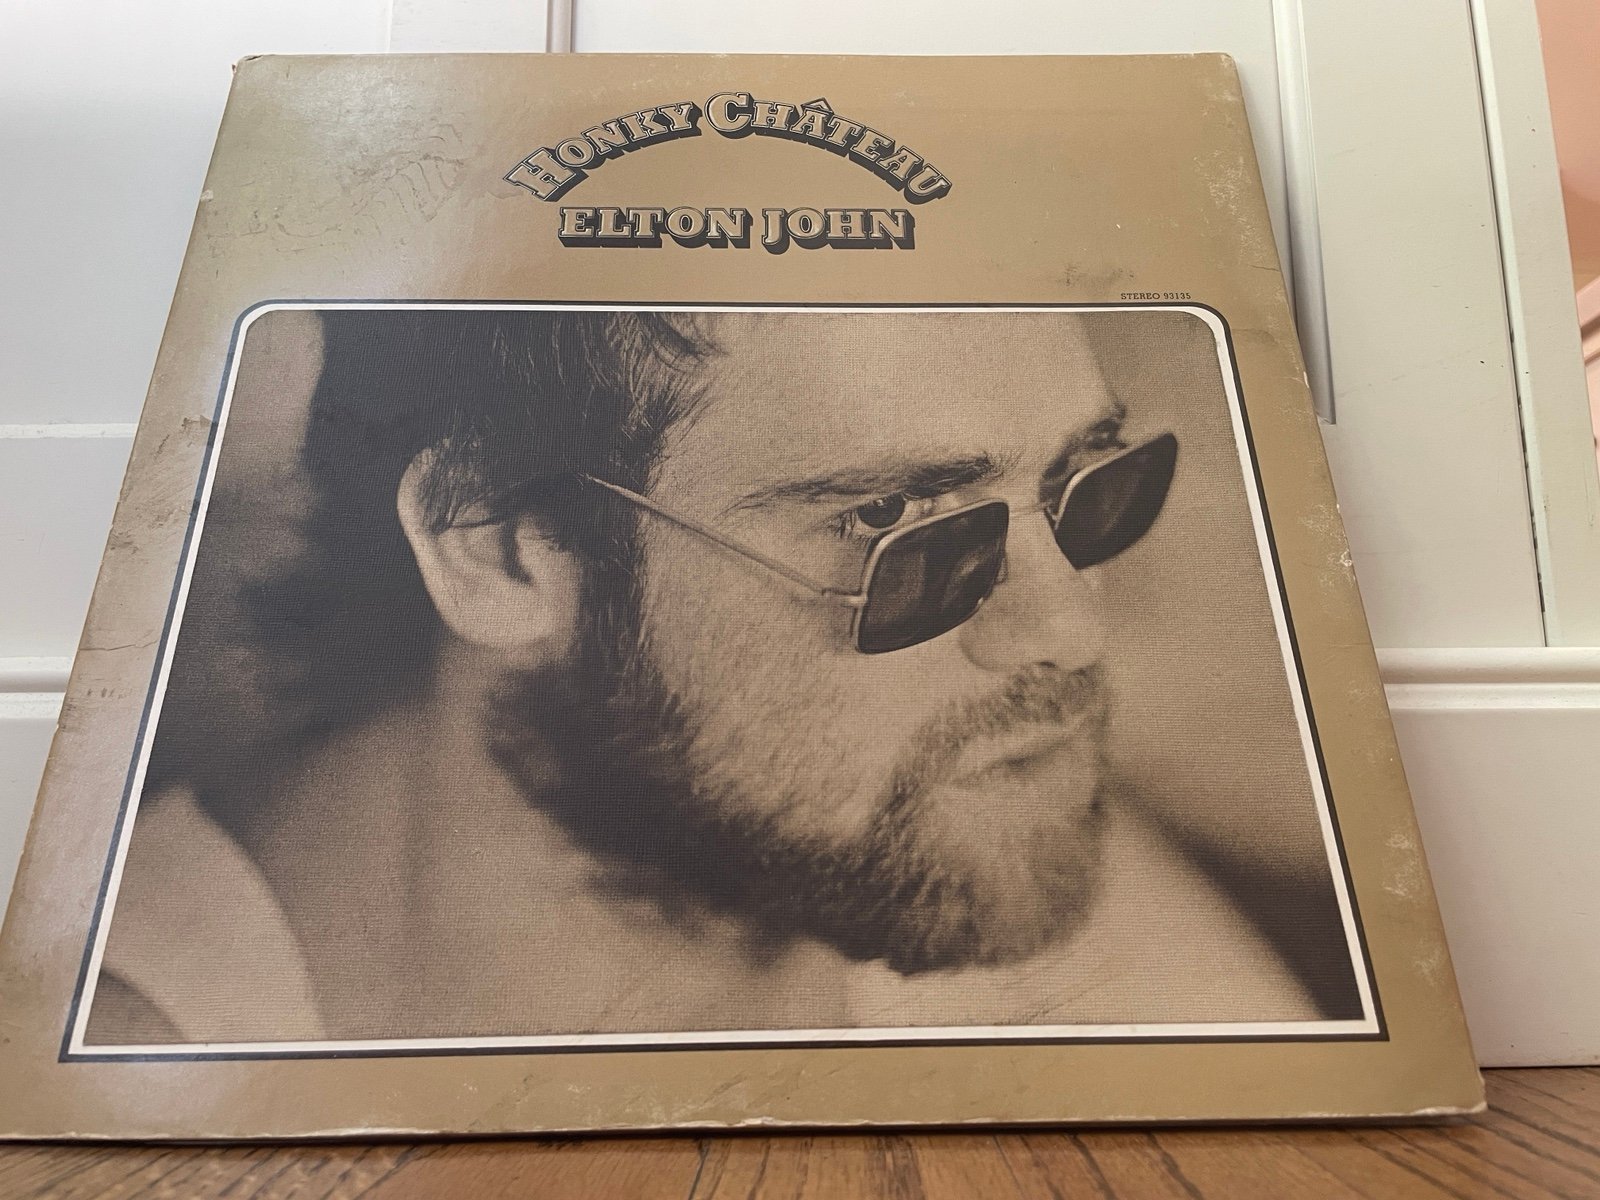 HONKY CHÂTEAU
ELTON JOHN
STEREO 93135